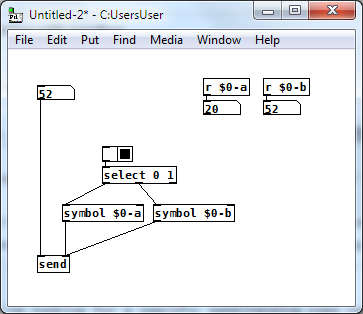 Untitled-2* - C:UsersUser
File Edit Put Find Media Window Help
52
r $0-a r $0-b
20 52
select 0 1
symbol $0-a symbol $0-b
send